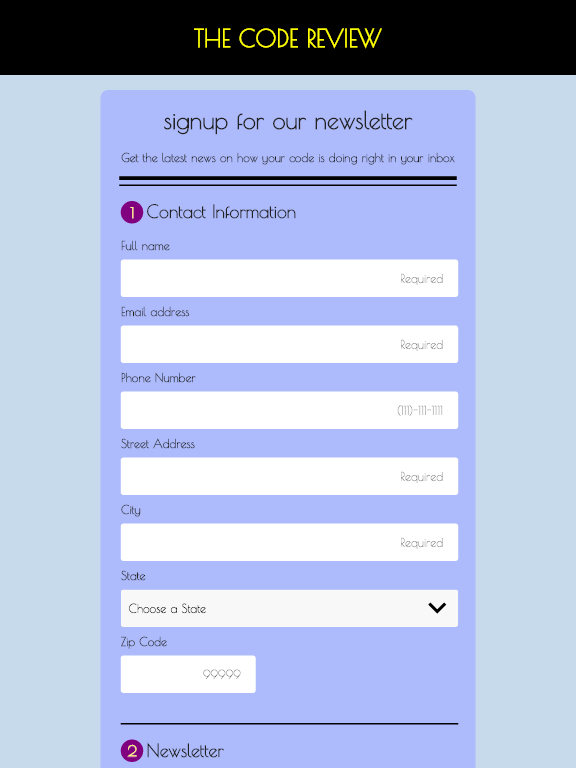 THE CODE REVIEW
signup for our newsletter
Get the latest news on how your code is doing right in your inbox
1 Contact Information
Full name
Required
Email address
Required
Phone Number
(111)-111-1111
Street Address
Required
City
Required
State
Choose a State
Zip Code
99999
2 Newsletter